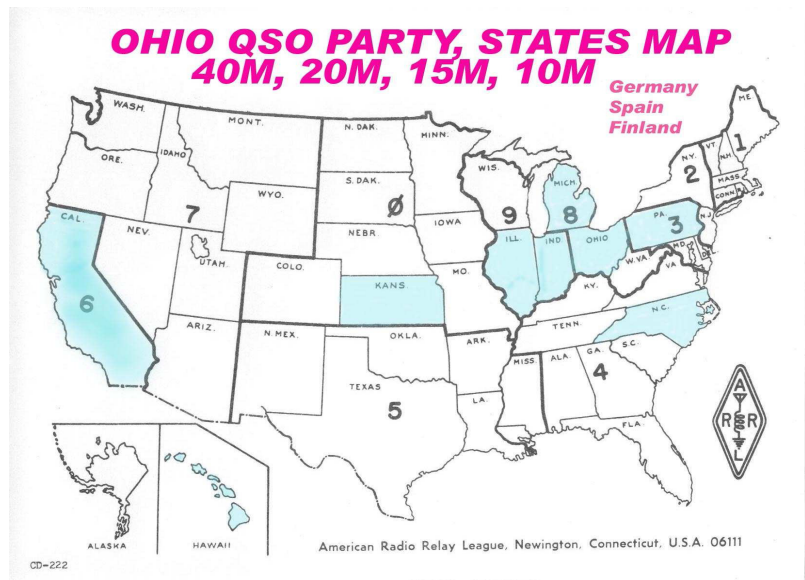 OHIO QSO PARTY, STATES MAP
40M, 20M, 15M, 10M
Germany
Spain
Finland
WASH.
ORE.
IDAHO
MONT.
WYO.
7
NEV.
UTAH.
ARIZ.
CAL.
6
N. DAK.
S. DAK.
Ø
NEBR.
COLO.
KANS.
MINN.
IOWA
MO.
N MEX.
OKLA.
TEXAS
5
ARK.
LA.
MISS
WIS.
9
ILL.
IND
MICH.
8
OHIO
W.VA.
KY.
TENN.
ALA.
GA.
4
S.C.
N.C.
VA
FLA.
PA.
3
MD.
DEL
N.J.
N.Y.
2
VT.
N.H.
1
ME
MASS
CONN
ALASKA
HAWAII
A
R R
L
American Radio Relay League, Newington, Connecticut, U.S.A. 06111
CD-222